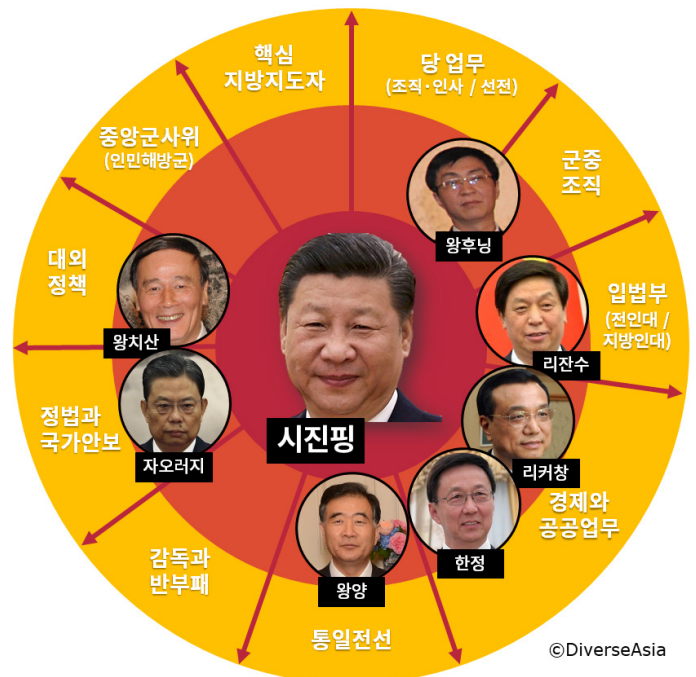 핵심
지방지도자
당 업무
(조직·인사 / 선전)
중앙군사위
(인민해방군)
군중
조직
왕후닝
대외
정책
입법부
(전인대 /
지방인대)
왕치산
리잔수
정법과
국가안보
시진핑
자오러지
리커창
경제와
공공업무
한정
감독과
반부패
왕양
통일전선
©DiverseAsia